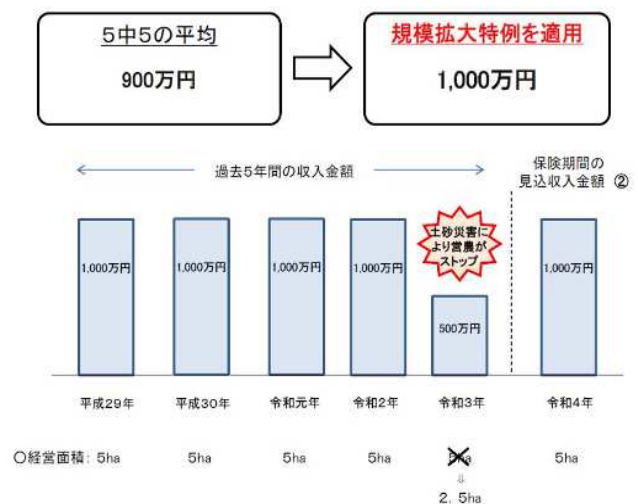 5中5の平均
900万円
規模拡大特例を適用
1,000万円
過去5年間の収入金額
保険期間の
見込収入金額 ②
土砂災害に
より営農が
ストップ
1,000万円 1,000万円 1,000万円 1,000万円 500万円 1,000万円
平成29年 平成30年 令和元年 令和2年 令和3年 令和4年
○経営面積: 5ha 5ha 5ha 5ha 5ha 5ha
⇓
2.5ha